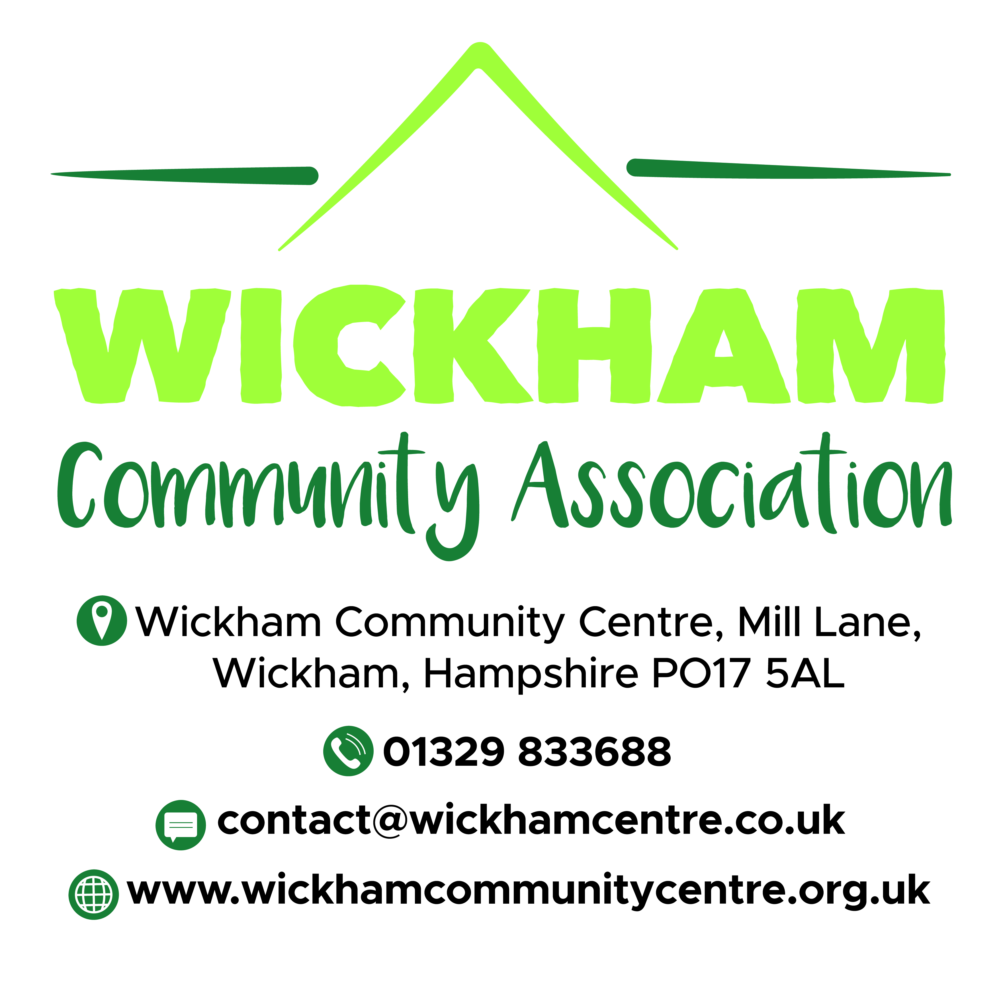 WICKHAM
Community Association
Wickham Community Centre, Mill Lane,
Wickham, Hampshire PO17 5AL
01329 833688
contact@wickhamcentre.co.uk
www.wickhamcommunitycentre.org.uk